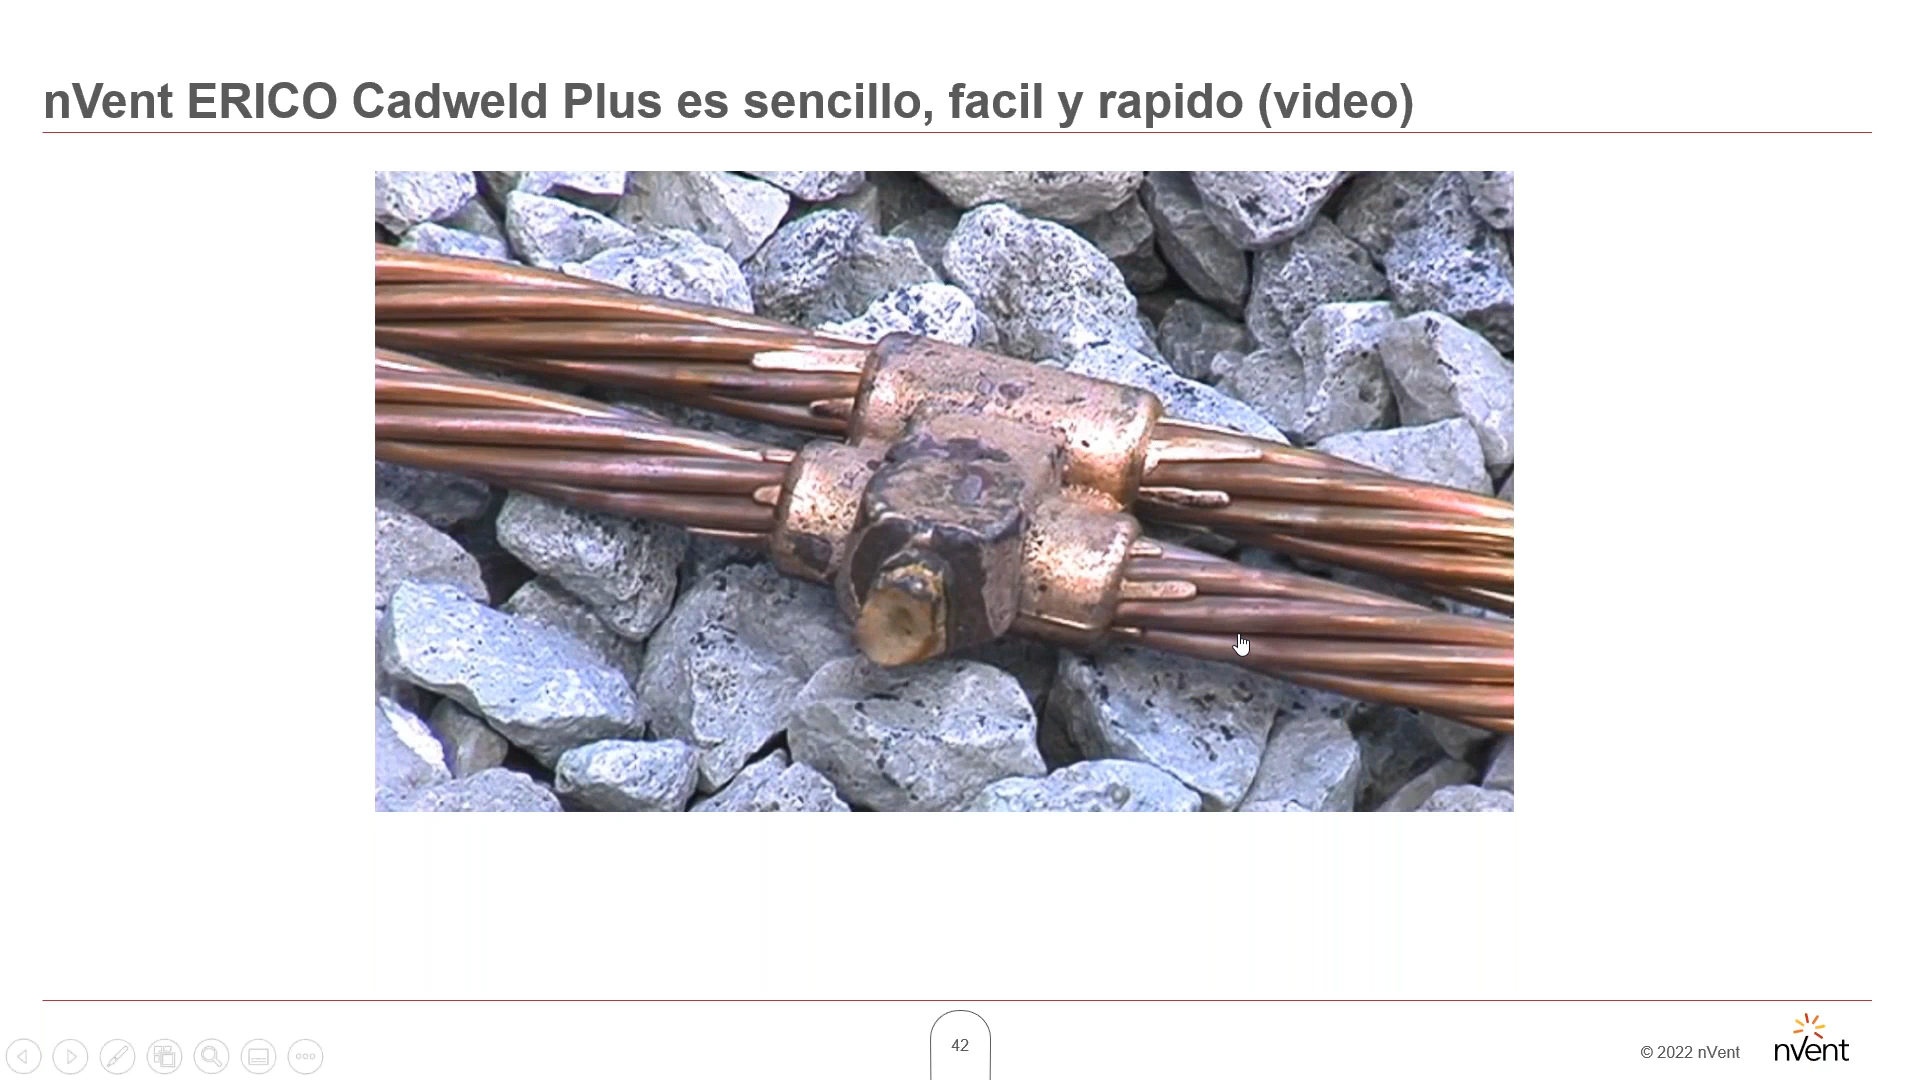 nVent ERICO Cadweld Plus es sencillo, facil y rapido (video)
42
© 2022 nVent
nVent